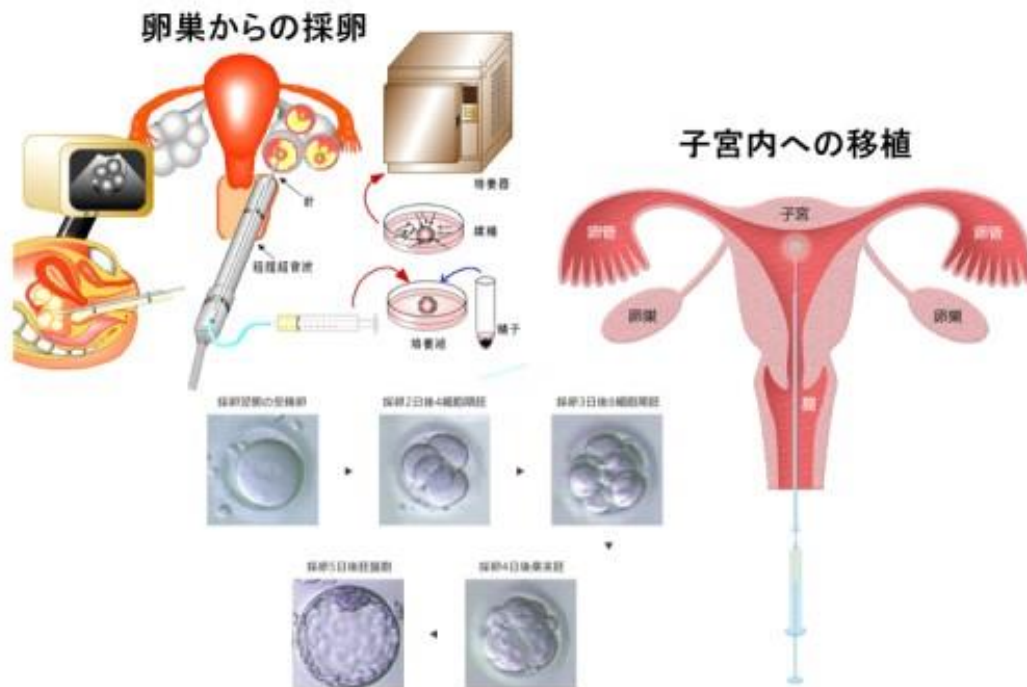 卵巣からの採卵
子宮内への移植
培養器
針
媒精
経腟超音波
精子
培養液
子宮
卵管
卵管
卵巣
卵巣
腟
採卵翌朝の受精卵
採卵2日後4細胞期胚
採卵3日後8細胞期胚
採卵5日後胚盤胞
採卵4日後桑実胚